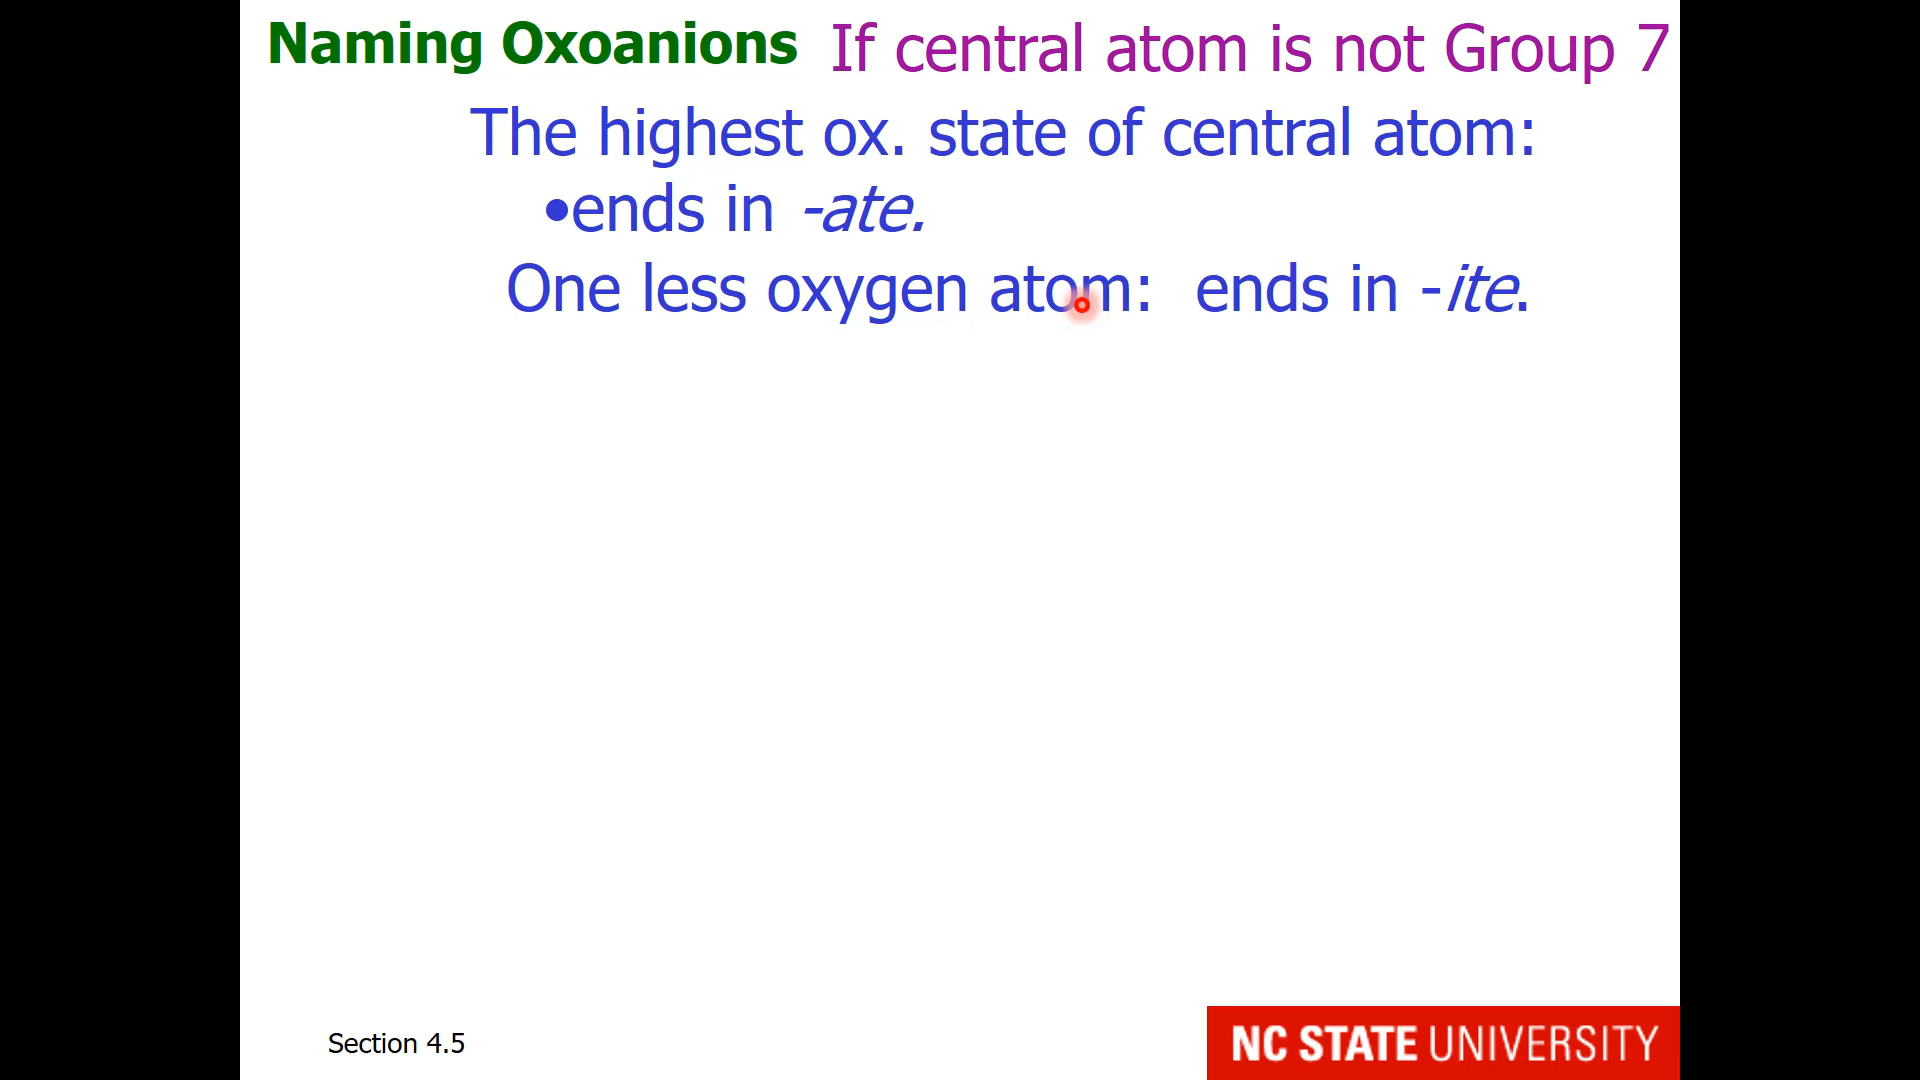 Naming Oxoanions If central atom is not Group 7
The highest ox. state of central atom:
•ends in -ate.
One less oxygen atom: ends in -ite.
Section 4.5
NC STATE UNIVERSITY